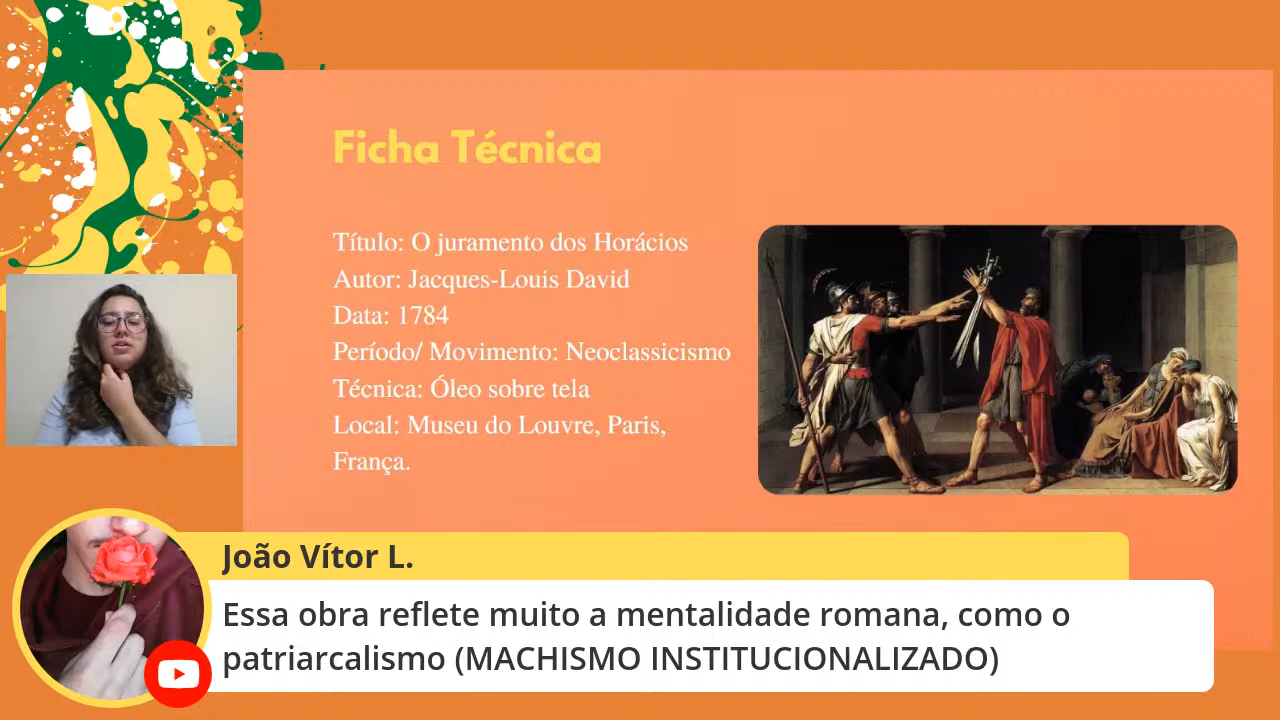 Ficha Técnica
Título: O juramento dos Horácios
Autor: Jacques-Louis David
Data: 1784
Período/ Movimento: Neoclassicismo
Técnica: Óleo sobre tela
Local: Museu do Louvre, Paris,
França.
João Vítor L.
Essa obra reflete muito a mentalidade romana, como o
patriarcalismo (MACHISMO INSTITUCIONALIZADO)